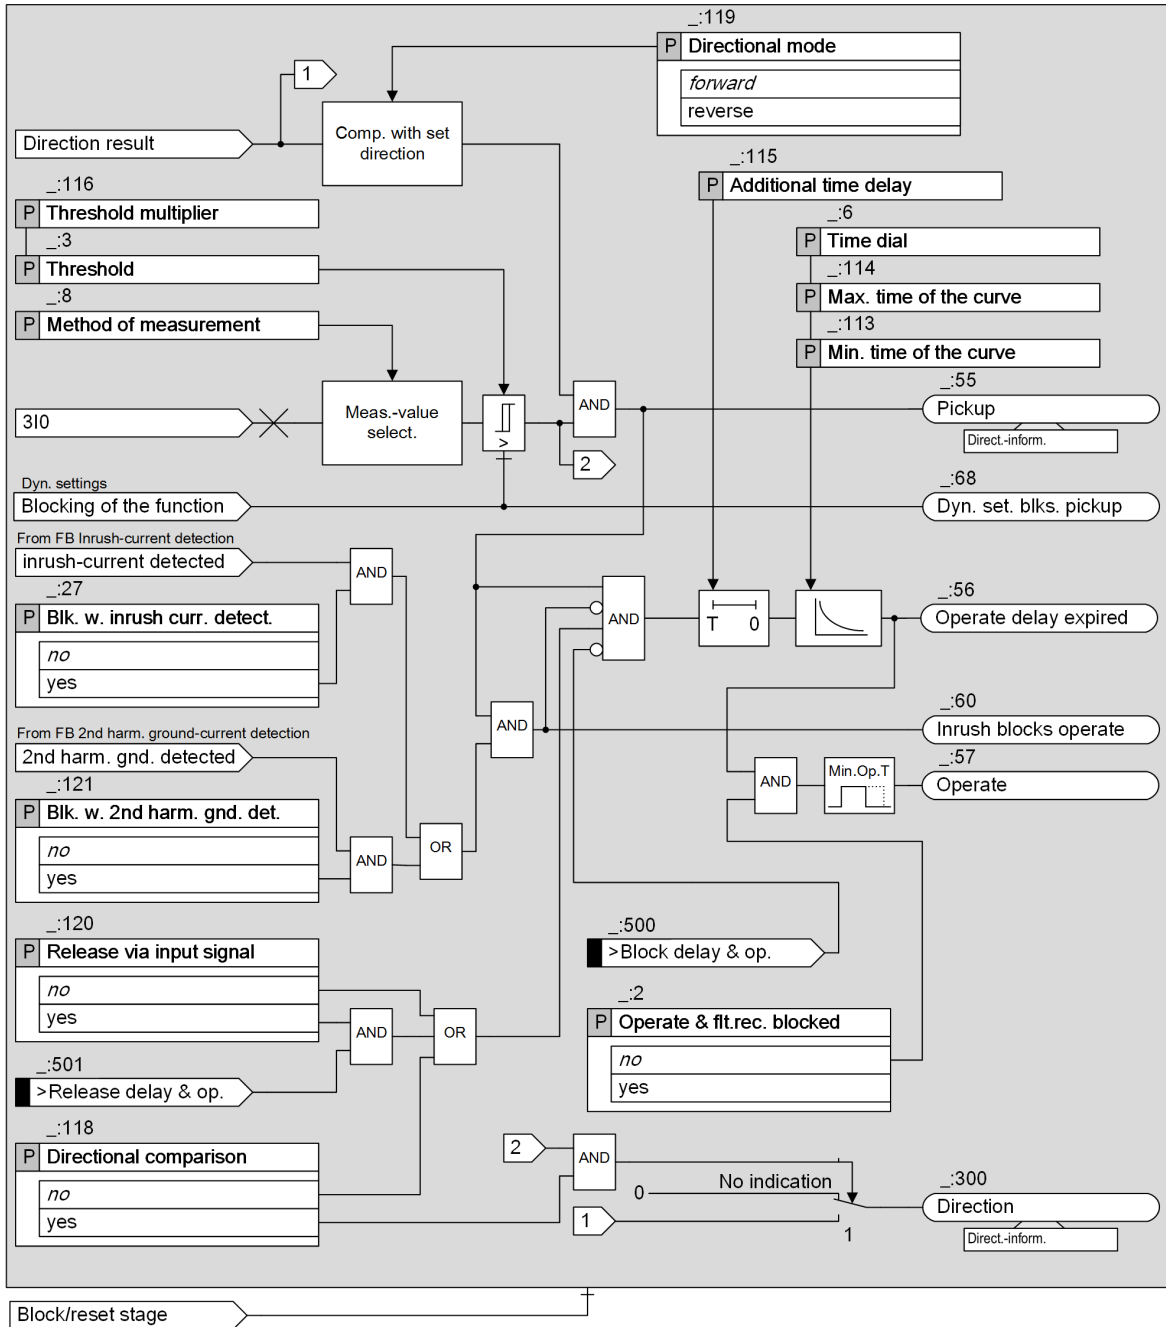 _:119
P Directional mode
forward
reverse
1
Direction result
Comp. with set
direction
_:115
P Additional time delay
_:116
P Threshold multiplier
_:6
P Time dial
_:3
P Threshold
_:114
P Max. time of the curve
_:8
P Method of measurement
_:113
P Min. time of the curve
3I0
Meas.-value
select.
>
AND
2
_:55
Pickup
Direct.-inform.
Dyn. settings
Blocking of the function
_:68
Dyn. set. blks. pickup
From FB Inrush-current detection
inrush-current detected
AND
_:27
P Blk. w. inrush curr. detect.
no
yes
AND
T 0
_:56
Operate delay expired
AND
_:60
Inrush blocks operate
From FB 2nd harm. ground-current detection
2nd harm. gnd. detected
_:121
P Blk. w. 2nd harm. gnd. det.
no
yes
AND
OR
AND
Min.Op.T
_:57
Operate
_:120
P Release via input signal
no
yes
AND
OR
_:501
>Release delay & op.
_:500
>Block delay & op.
_:2
P Operate & flt.rec. blocked
no
yes
_:118
P Directional comparison
no
yes
2
AND
No indication
0
1
1
_:300
Direction
Direct.-inform.
Block/reset stage